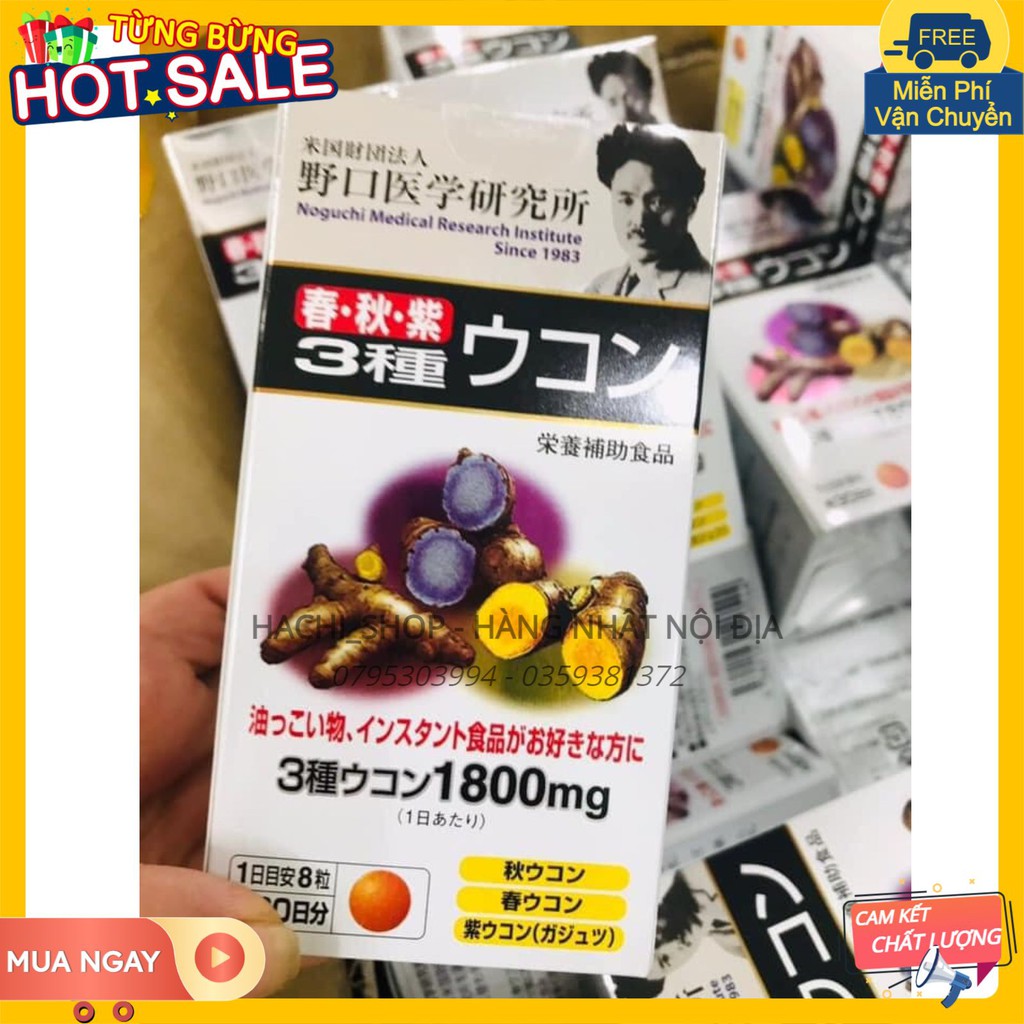 TỪNG BỪNG
HOT SALE
FREE
Miễn Phí
Vận Chuyển
米国財団法人
野口医学研究所
Noguchi Medical Research Institute
Since 1983
春・秋・紫
3種ウコン
栄養補助食品
HACHI_SHOP - HÀNG NHẬT NỘI ĐỊA
0795303994 - 0359381372
油っこい物、インスタント食品がお好きな方に
3種ウコン1800mg
(1日あたり)
1日目安8粒
0日分
秋ウコン
春ウコン
紫ウコン(ガジュツ)
MUA NGAY
CAM KẾT
CHẤT LƯỢNG